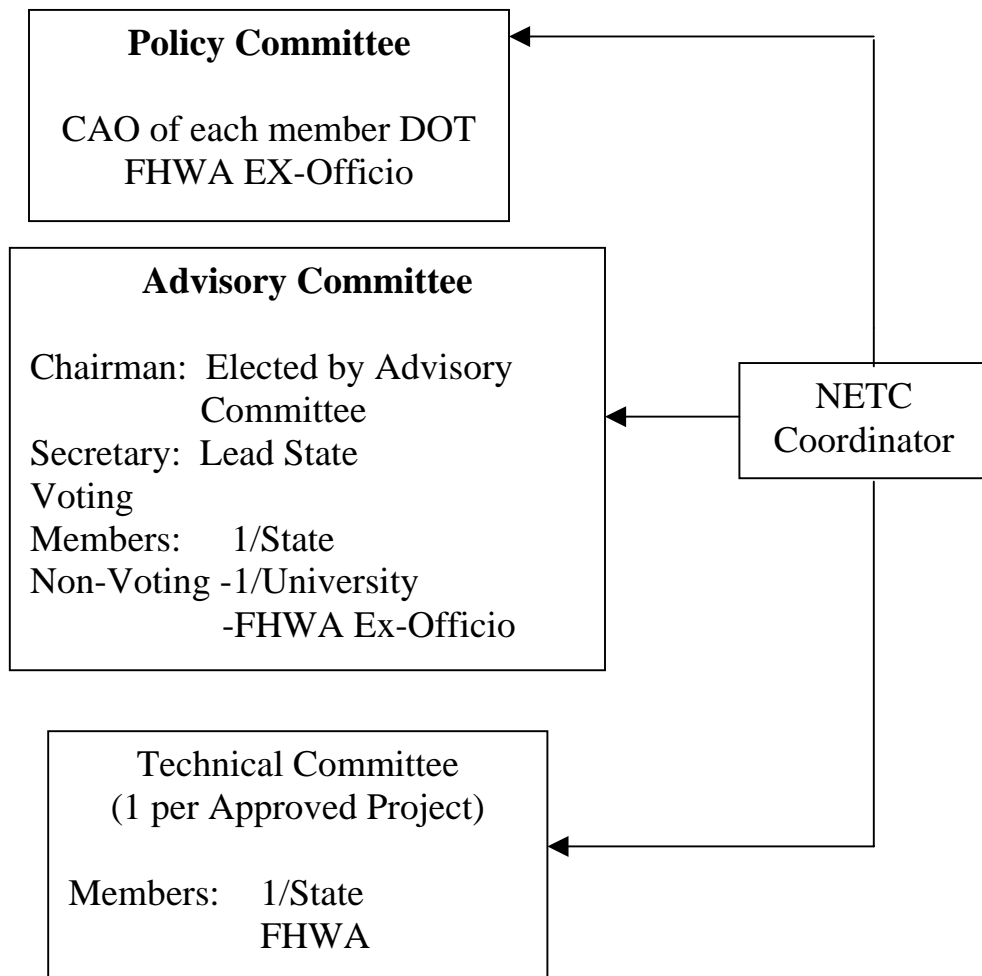 Policy Committee
CAO of each member DOT
FHWA EX-Officio
Advisory Committee
Chairman: Elected by Advisory
Committee
Secretary: Lead State
Voting
Members: 1/State
Non-Voting -1/University
-FHWA Ex-Officio
NETC
Coordinator
Technical Committee
(1 per Approved Project)
Members: 1/State
FHWA